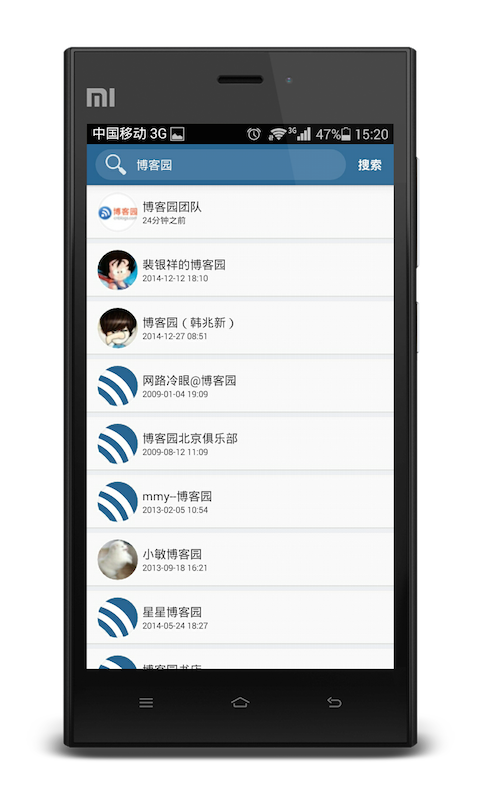 中国移动 3G 3G 47% 15:20
博客园 搜索
博客园
博客园团队
24分钟之前
裴银祥的博客园
2014-12-12 18:10
博客园（韩兆新）
2014-12-27 08:51
网路冷眼@博客园
2009-01-04 19:09
博客园北京俱乐部
2009-08-12 11:09
mmy--博客园
2013-02-05 10:54
小敏博客园
2013-09-18 16:21
星星博客园
2014-05-24 18:27
博客园书店